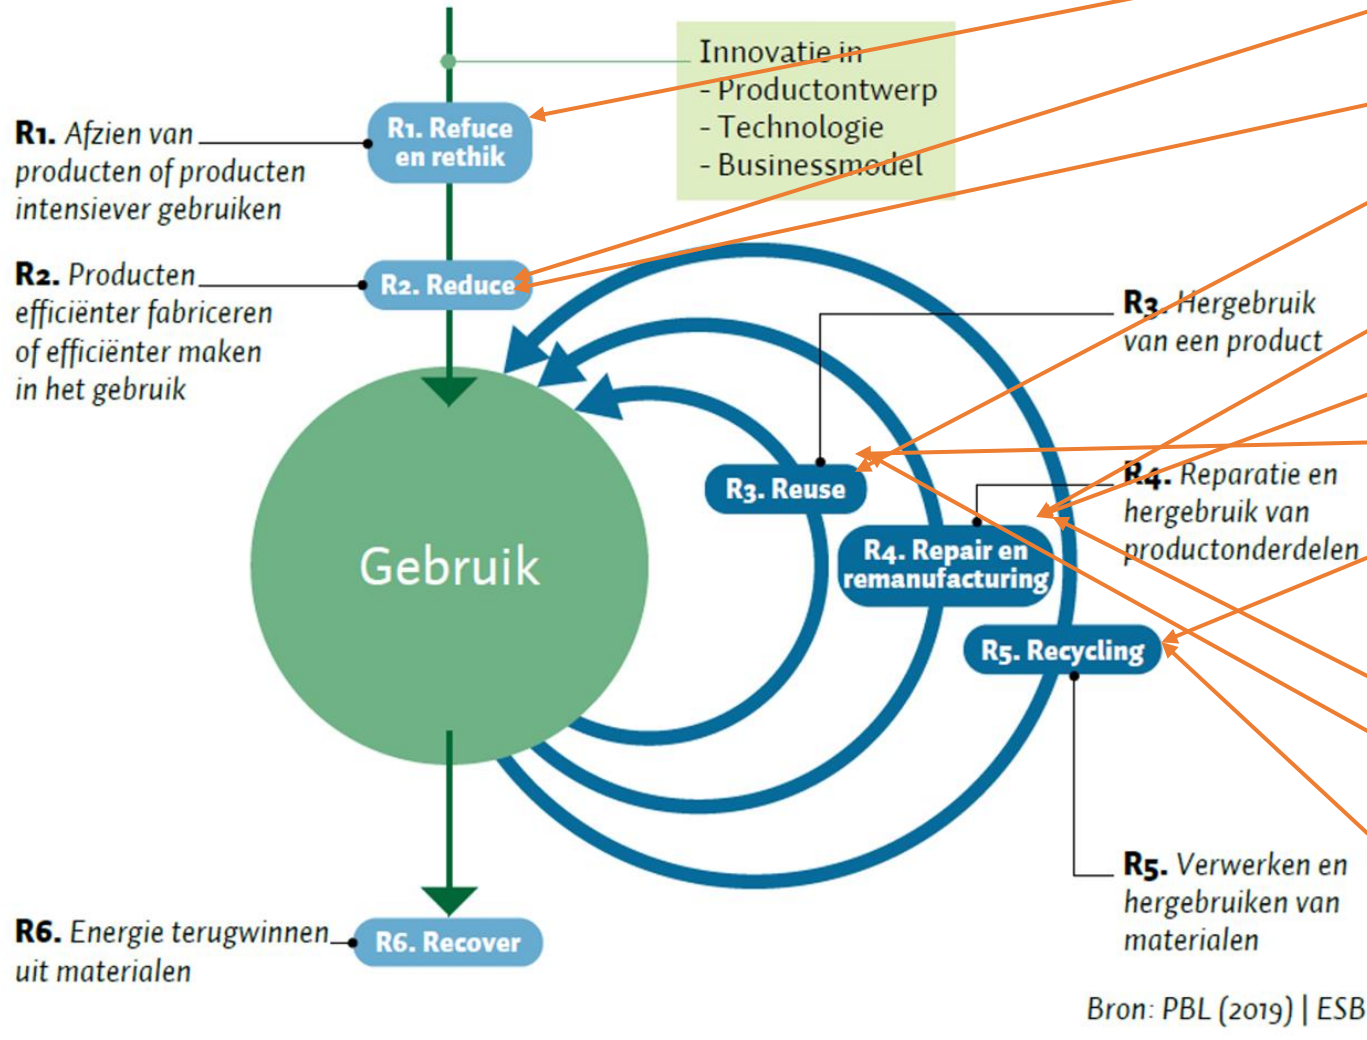 Innovatie in
- Productontwerp
- Technologie
- Businessmodel
R1. Afzien van
producten of producten
intensiever gebruiken
R1. Refuce
en rethik
R2. Producten
efficiënter fabriceren
of efficiënter maken
in het gebruik
R2. Reduce
R3. Hergebruik
van een product
R3. Reuse
R4. Reparatie en
hergebruik van
productonderdelen
R4. Repair en
remanufacturing
Gebruik
R5. Recycling
R5. Verwerken en
hergebruiken van
materialen
R6. Energie terugwinnen
uit materialen
R6. Recover
Bron: PBL (2019) | ESB